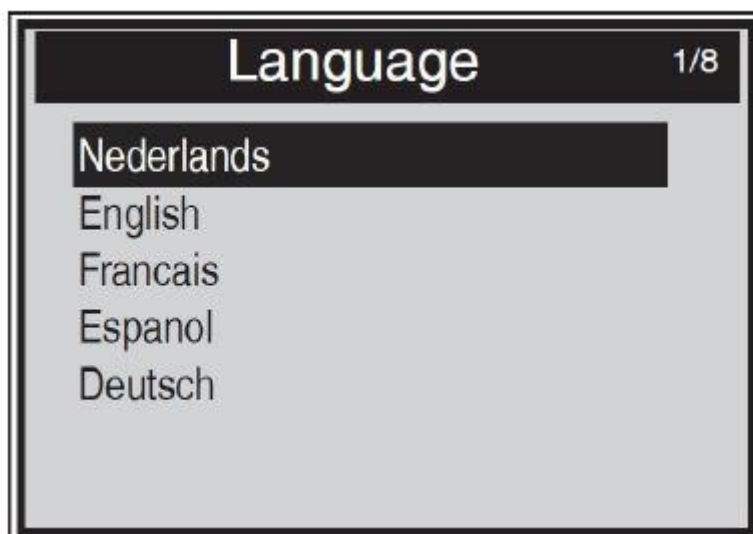 Language 1/8
Nederlands
English
Francais
Espanol
Deutsch